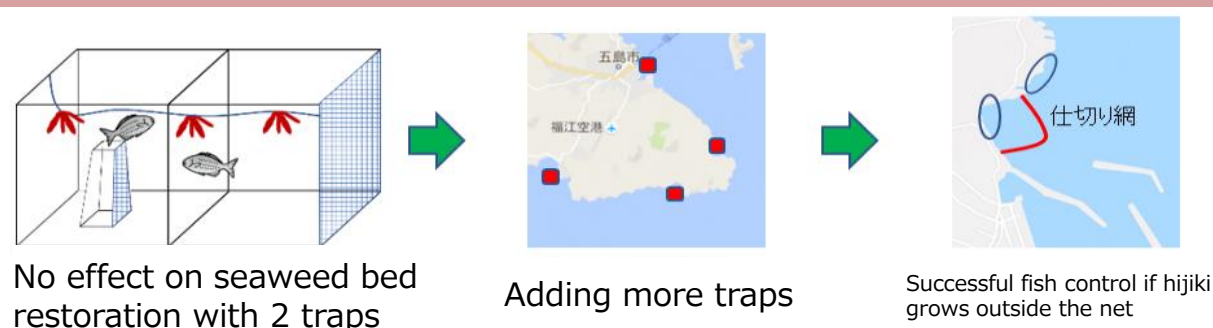 五島市
福江空港
仕切り網
No effect on seaweed bed
restoration with 2 traps
Adding more traps
Successful fish control if hijiki
grows outside the net